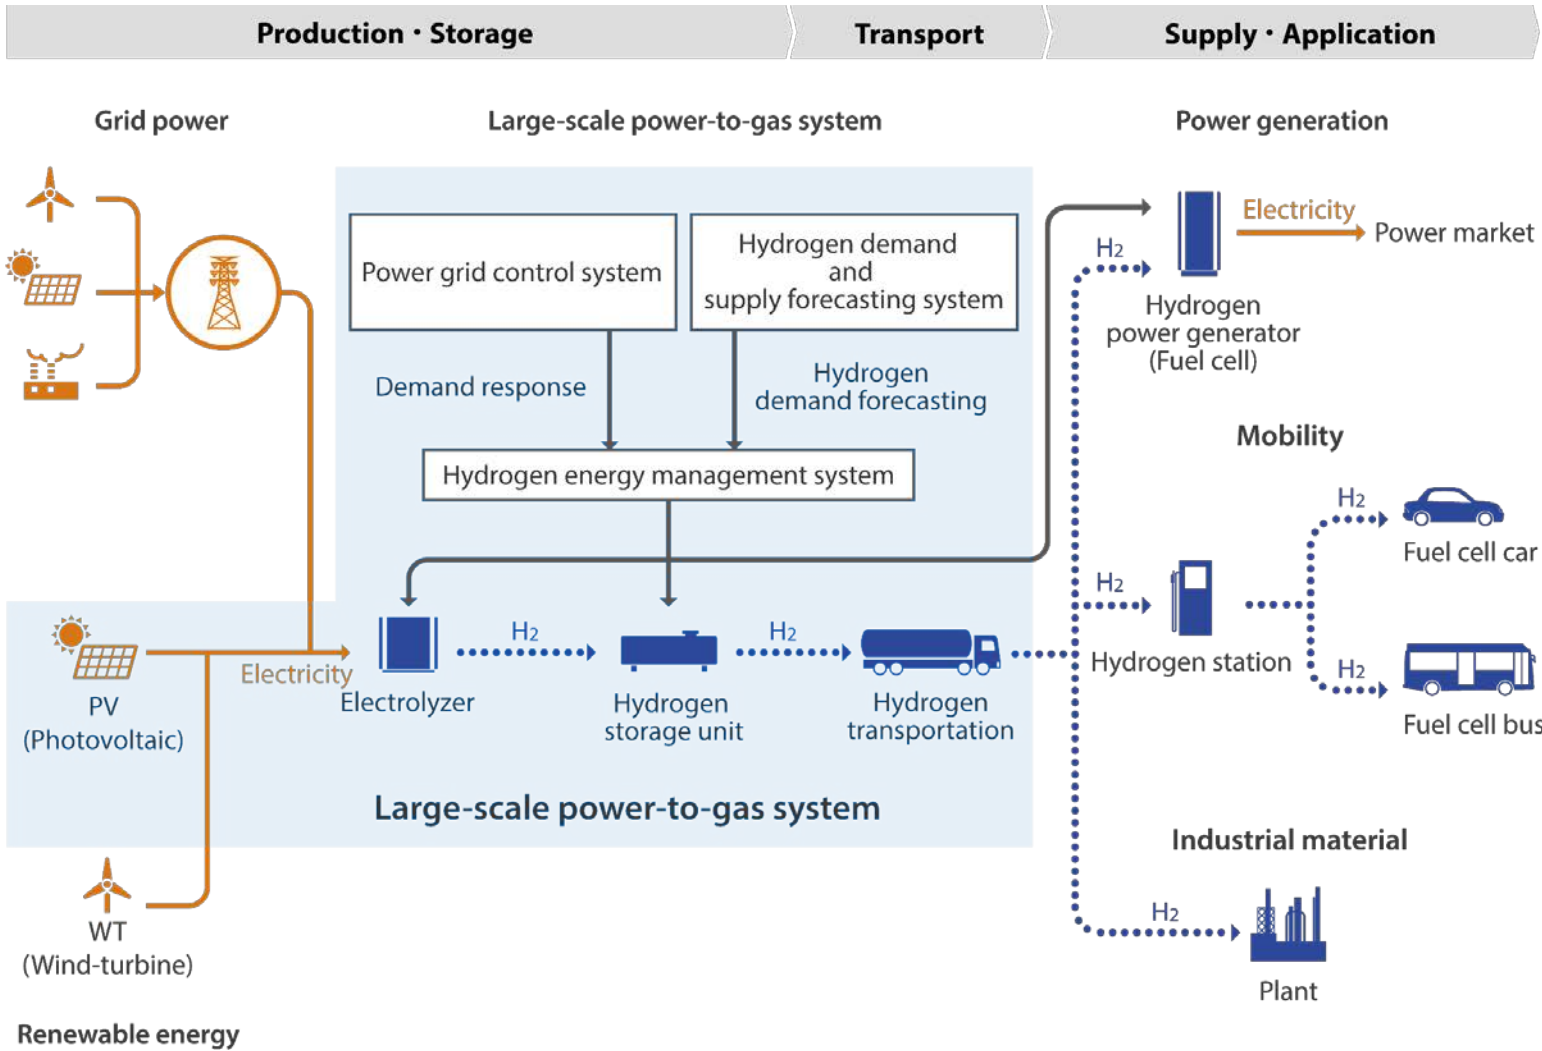 Production・Storage
Transport
Supply・Application
Grid power
Large-scale power-to-gas system
Power generation
Power grid control system
Hydrogen demand
and
supply forecasting system
Electricity
Power market
H2
Hydrogen
power generator
(Fuel cell)
Demand response
Hydrogen
demand forecasting
Mobility
Hydrogen energy management system
H2
Fuel cell car
H2
Hydrogen station
H2
Fuel cell bus
Electricity
H2
H2
PV
(Photovoltaic)
Electrolyzer
Hydrogen
storage unit
Hydrogen
transportation
Large-scale power-to-gas system
Industrial material
H2
Plant
WT
(Wind-turbine)
Renewable energy